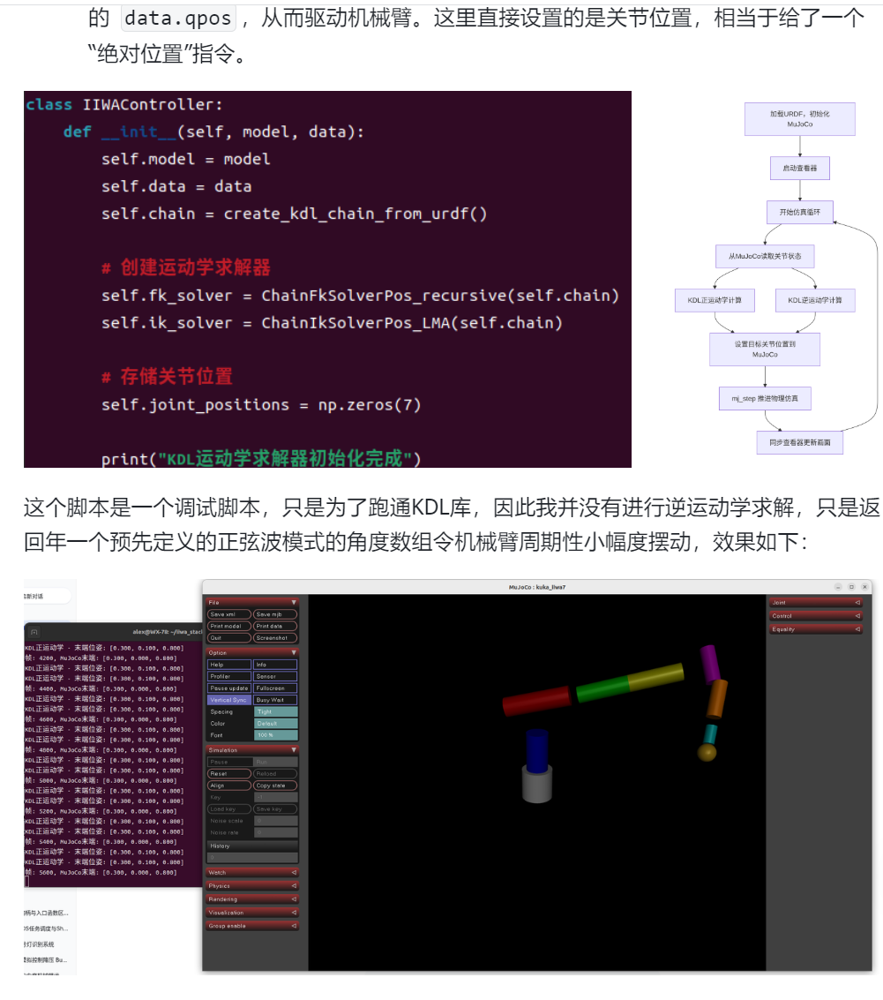 的 data.qpos，从而驱动机械臂。这里直接设置的是关节位置，相当于给了一个
“绝对位置”指令。
class IIWAController:
def __init__(self, model, data):
self.model = model
self.data = data
self.chain = create_kdl_chain_from_urdf()
# 创建运动学求解器
self.fk_solver = ChainFkSolverPos_recursive(self.chain)
self.ik_solver = ChainIkSolverPos_LMA(self.chain)
# 存储关节位置
self.joint_positions = np.zeros(7)
print("KDL运动学求解器初始化完成")
加载URDF，初始化
MuJoCo
启动查看器
开始仿真循环
从MuJoCo读取关节状态
KDL正运动学计算
KDL逆运动学计算
设置目标关节位置到
MuJoCo
mj_step 推进物理仿真
同步查看器更新画面
这个脚本是一个调试脚本，只是为了跑通KDL库，因此我并没有进行逆运动学求解，只是返
回年一个预先定义的正弦波模式的角度数组令机械臂周期性小幅度摆动，效果如下：
新对话
alex@WX-78: ~/iiwa_stac
KDL正运动学 - 末端位姿: [0.300, 0.100, 0.800]
帧: 4200, MuJoCo末端: [0.300, 0.000, 0.800]
KDL正运动学 - 末端位姿: [0.300, 0.100, 0.800]
KDL正运动学 - 末端位姿: [0.300, 0.100, 0.800]
帧: 4400, MuJoCo末端: [0.300, 0.000, 0.800]
KDL正运动学 - 末端位姿: [0.300, 0.100, 0.800]
KDL正运动学 - 末端位姿: [0.300, 0.100, 0.800]
帧: 4600, MuJoCo末端: [0.300, 0.000, 0.800]
KDL正运动学 - 末端位姿: [0.300, 0.100, 0.800]
KDL正运动学 - 末端位姿: [0.300, 0.100, 0.800]
帧: 4800, MuJoCo末端: [0.300, 0.000, 0.800]
KDL正运动学 - 末端位姿: [0.300, 0.100, 0.800]
KDL正运动学 - 末端位姿: [0.300, 0.100, 0.800]
帧: 5000, MuJoCo末端: [0.300, 0.000, 0.800]
KDL正运动学 - 末端位姿: [0.300, 0.100, 0.800]
KDL正运动学 - 末端位姿: [0.300, 0.100, 0.800]
帧: 5200, MuJoCo末端: [0.300, 0.000, 0.800]
KDL正运动学 - 末端位姿: [0.300, 0.100, 0.800]
KDL正运动学 - 末端位姿: [0.300, 0.100, 0.800]
帧: 5400, MuJoCo末端: [0.300, 0.000, 0.800]
KDL正运动学 - 末端位姿: [0.300, 0.100, 0.800]
KDL正运动学 - 末端位姿: [0.300, 0.100, 0.800]
帧: 5600, MuJoCo末端: [0.300, 0.000, 0.800]
柄与入口函数区...
OS任务调度与Sh...
灯识别系统
模拟控制降压 Bu...
MuJoCo : kuka_iiwa7
File
Save xml Save mjb
Print model Print data
Quit Screenshot
Option
Help Info
Profiler Sensor
Pause update Fullscreen
Vertical Sync Busy Wait
Spacing Tight
Color Default
Font 100 %
Simulation
Pause Run
Reset Reload
Align Copy state
Key -1
Load key Save key
Noise scale 0
Noise rate 0
History
0
Watch
Physics
Rendering
Visualization
Group enable
Joint
Control
Equality